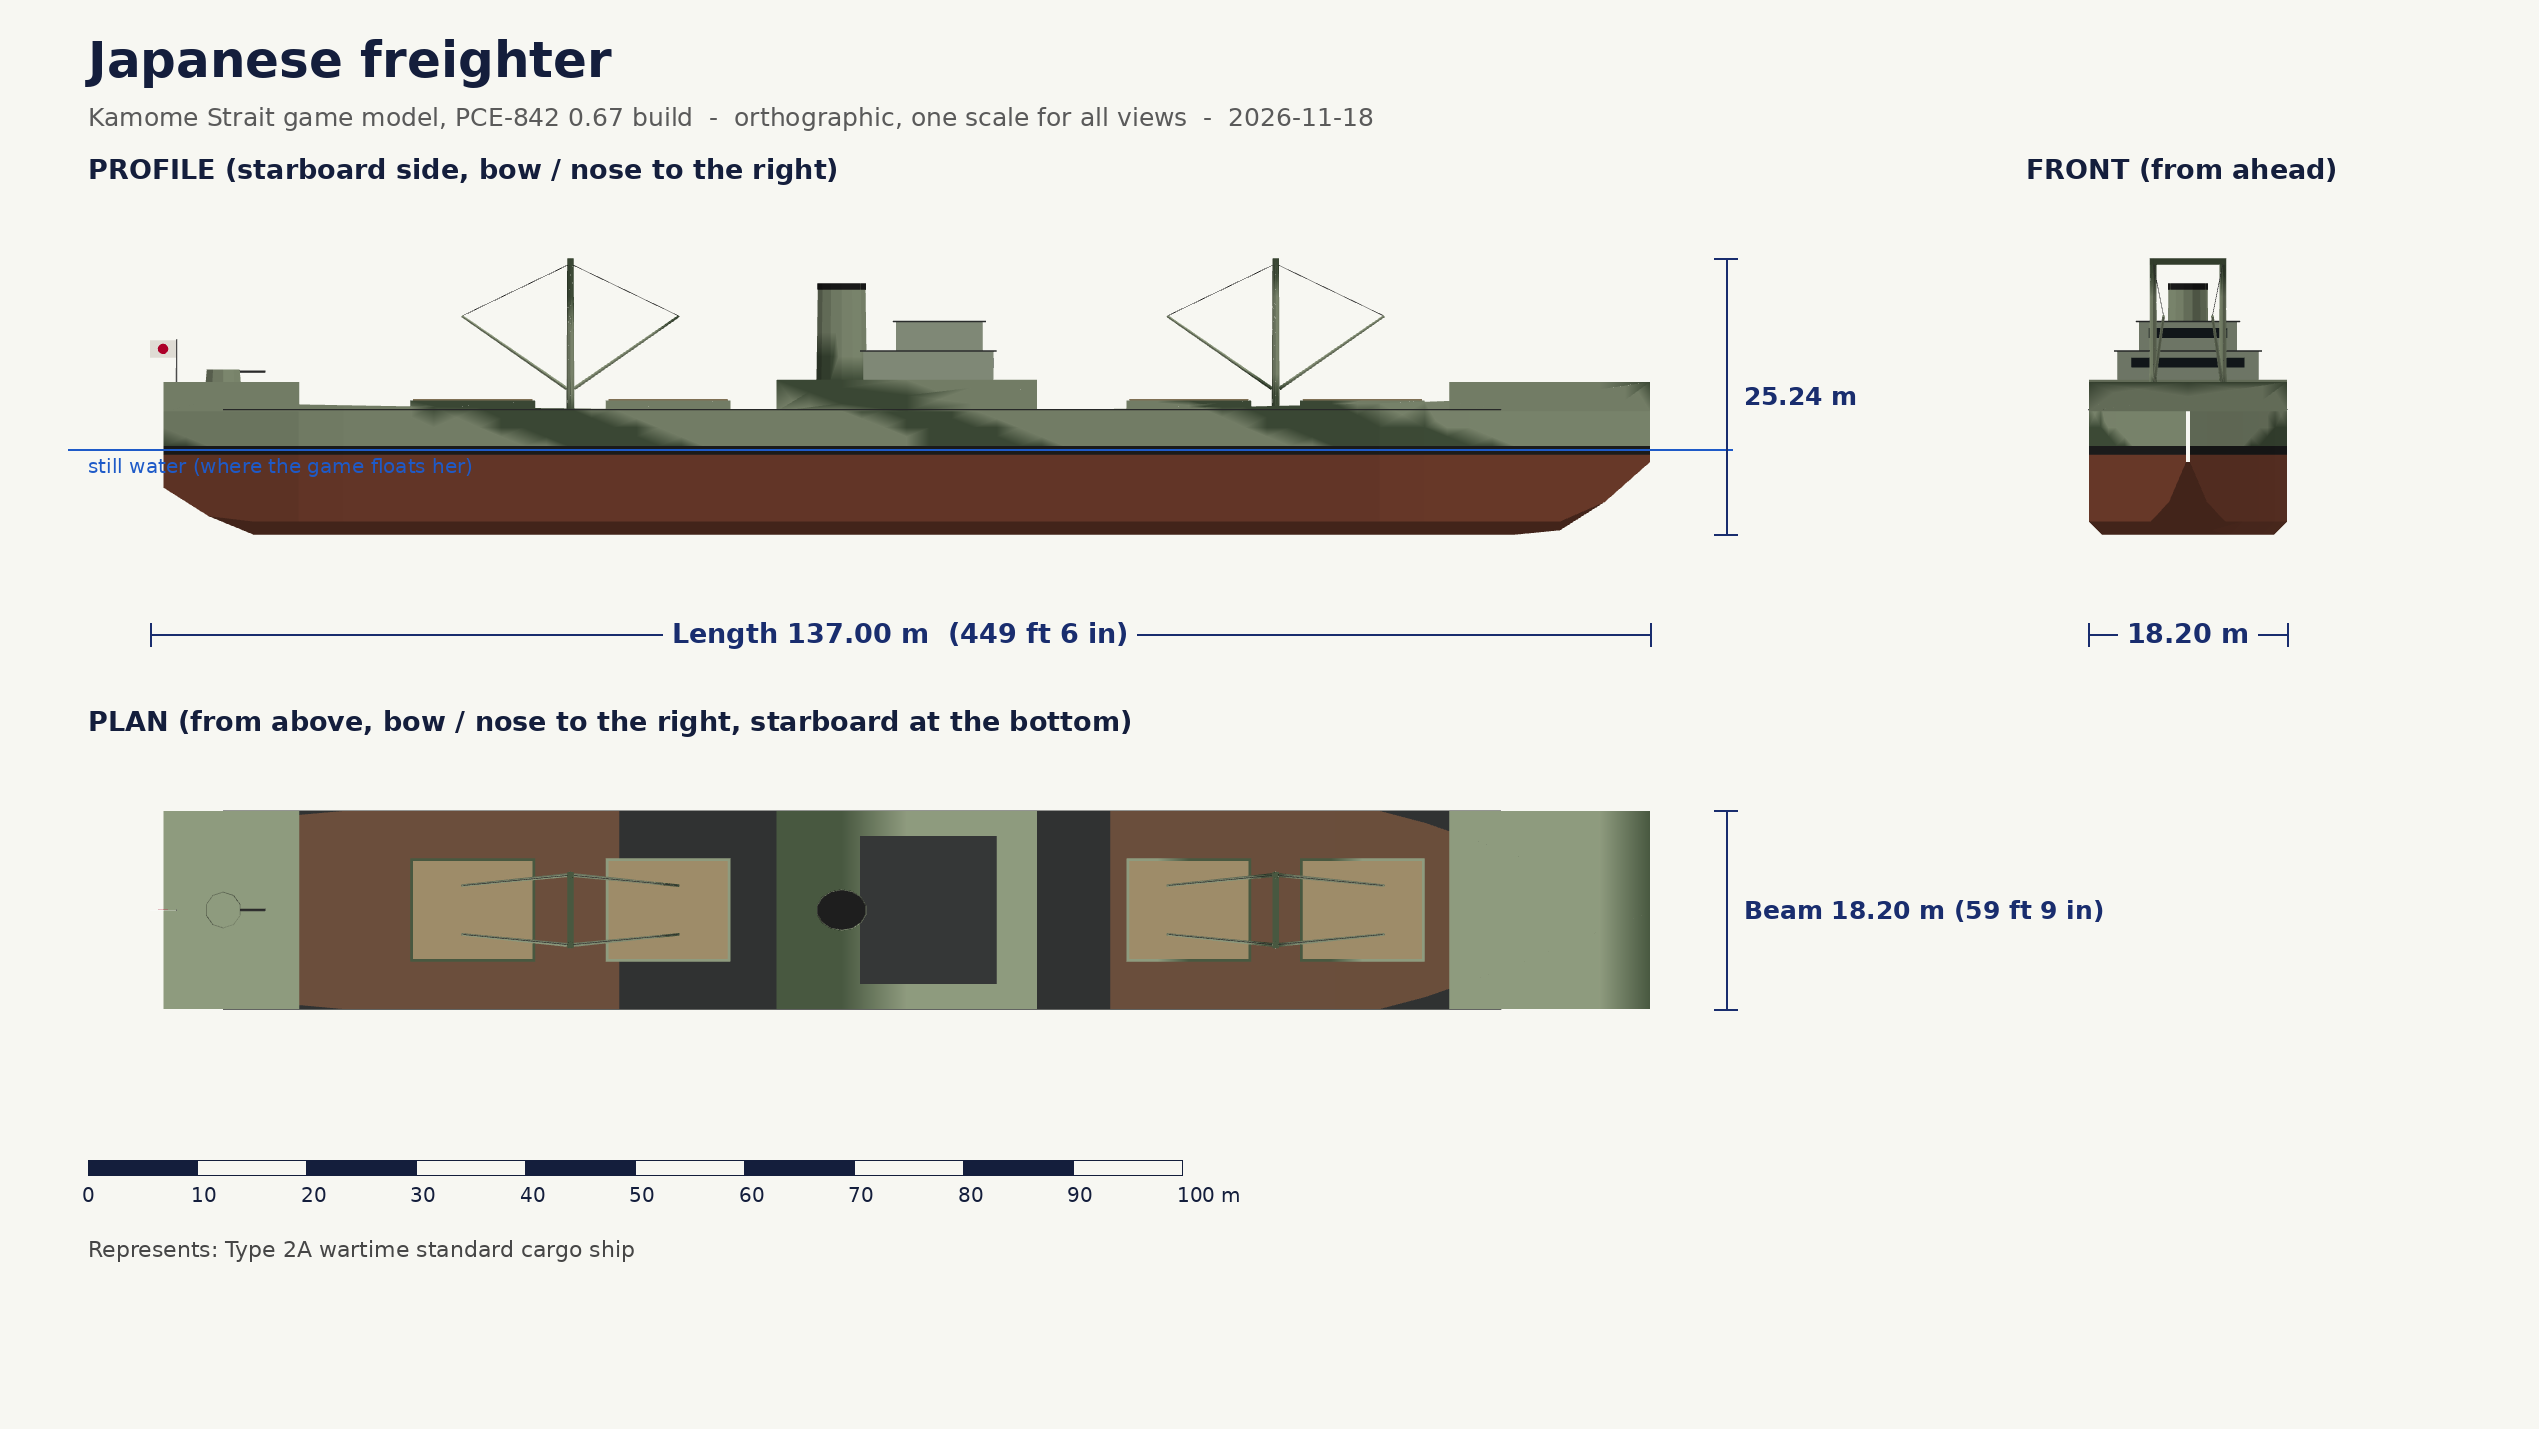 Japanese freighter
Kamome Strait game model, PCE-842 0.67 build - orthographic, one scale for all views - 2026-11-18
PROFILE (starboard side, bow / nose to the right)
FRONT (from ahead)
25.24 m
still water (where the game floats her)
Length 137.00 m (449 ft 6 in)
18.20 m
PLAN (from above, bow / nose to the right, starboard at the bottom)
Beam 18.20 m (59 ft 9 in)
0 10 20 30 40 50 60 70 80 90 100 m
Represents: Type 2A wartime standard cargo ship